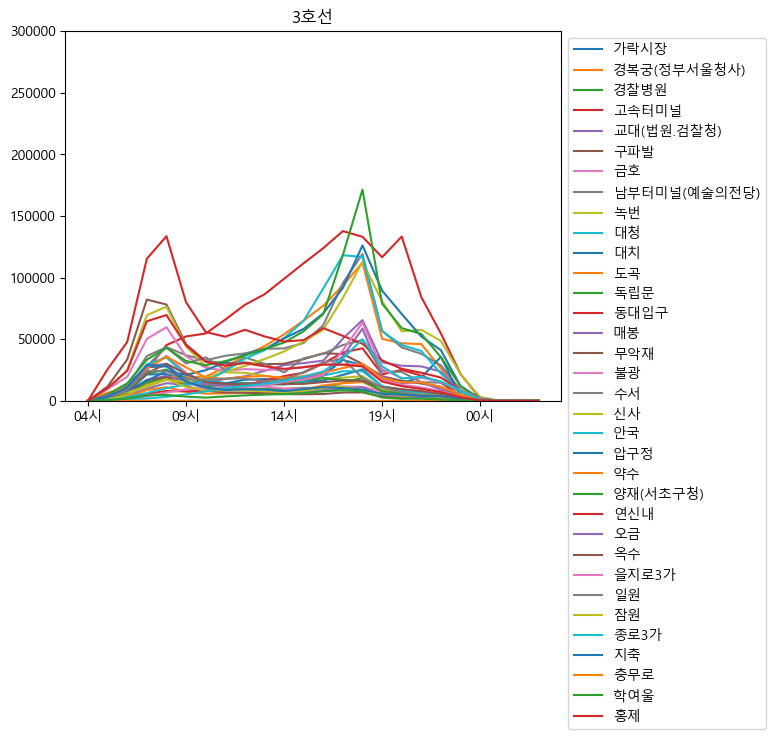 3호선
300000
250000
200000
150000
100000
50000
0
04시 09시 14시 19시 00시
가락시장
경복궁(정부서울청사)
경찰병원
고속터미널
교대(법원.검찰청)
구파발
금호
남부터미널(예술의전당)
녹번
대청
대치
도곡
독립문
동대입구
매봉
무악재
불광
수서
신사
안국
압구정
약수
양재(서초구청)
연신내
오금
옥수
을지로3가
일원
잠원
종로3가
지축
충무로
학여울
홍제